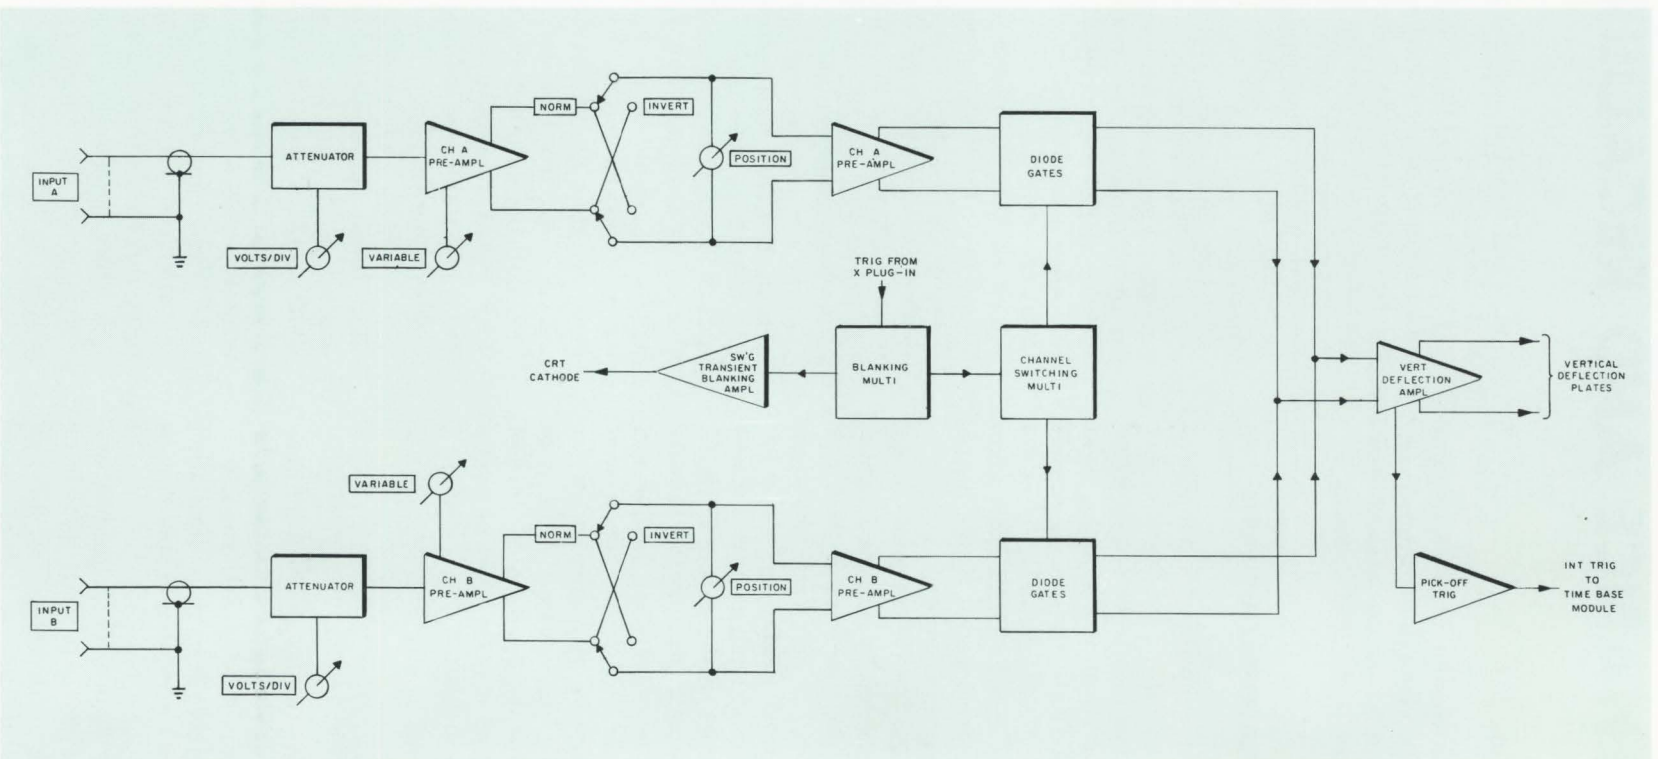 INPUT
A
ATTENUATOR
VOLTS/DIV
CH A
PRE-AMPL
VARIABLE
NORM
INVERT
POSITION
CH A
PRE-AMPL
DIODE
GATES
TRIG FROM
X PLUG-IN
CRT
CATHODE
SW'G
TRANSIENT
BLANKING
AMPL
BLANKING
MULTI
CHANNEL
SWITCHING
MULTI
VERT
DEFLECTION
AMPL
VERTICAL
DEFLECTION
PLATES
VARIABLE
INPUT
B
ATTENUATOR
VOLTS/DIV
CH B
PRE-AMPL
NORM
INVERT
POSITION
CH B
PRE-AMPL
DIODE
GATES
PICK-OFF
TRIG
INT TRIG
TO
TIME BASE
MODULE